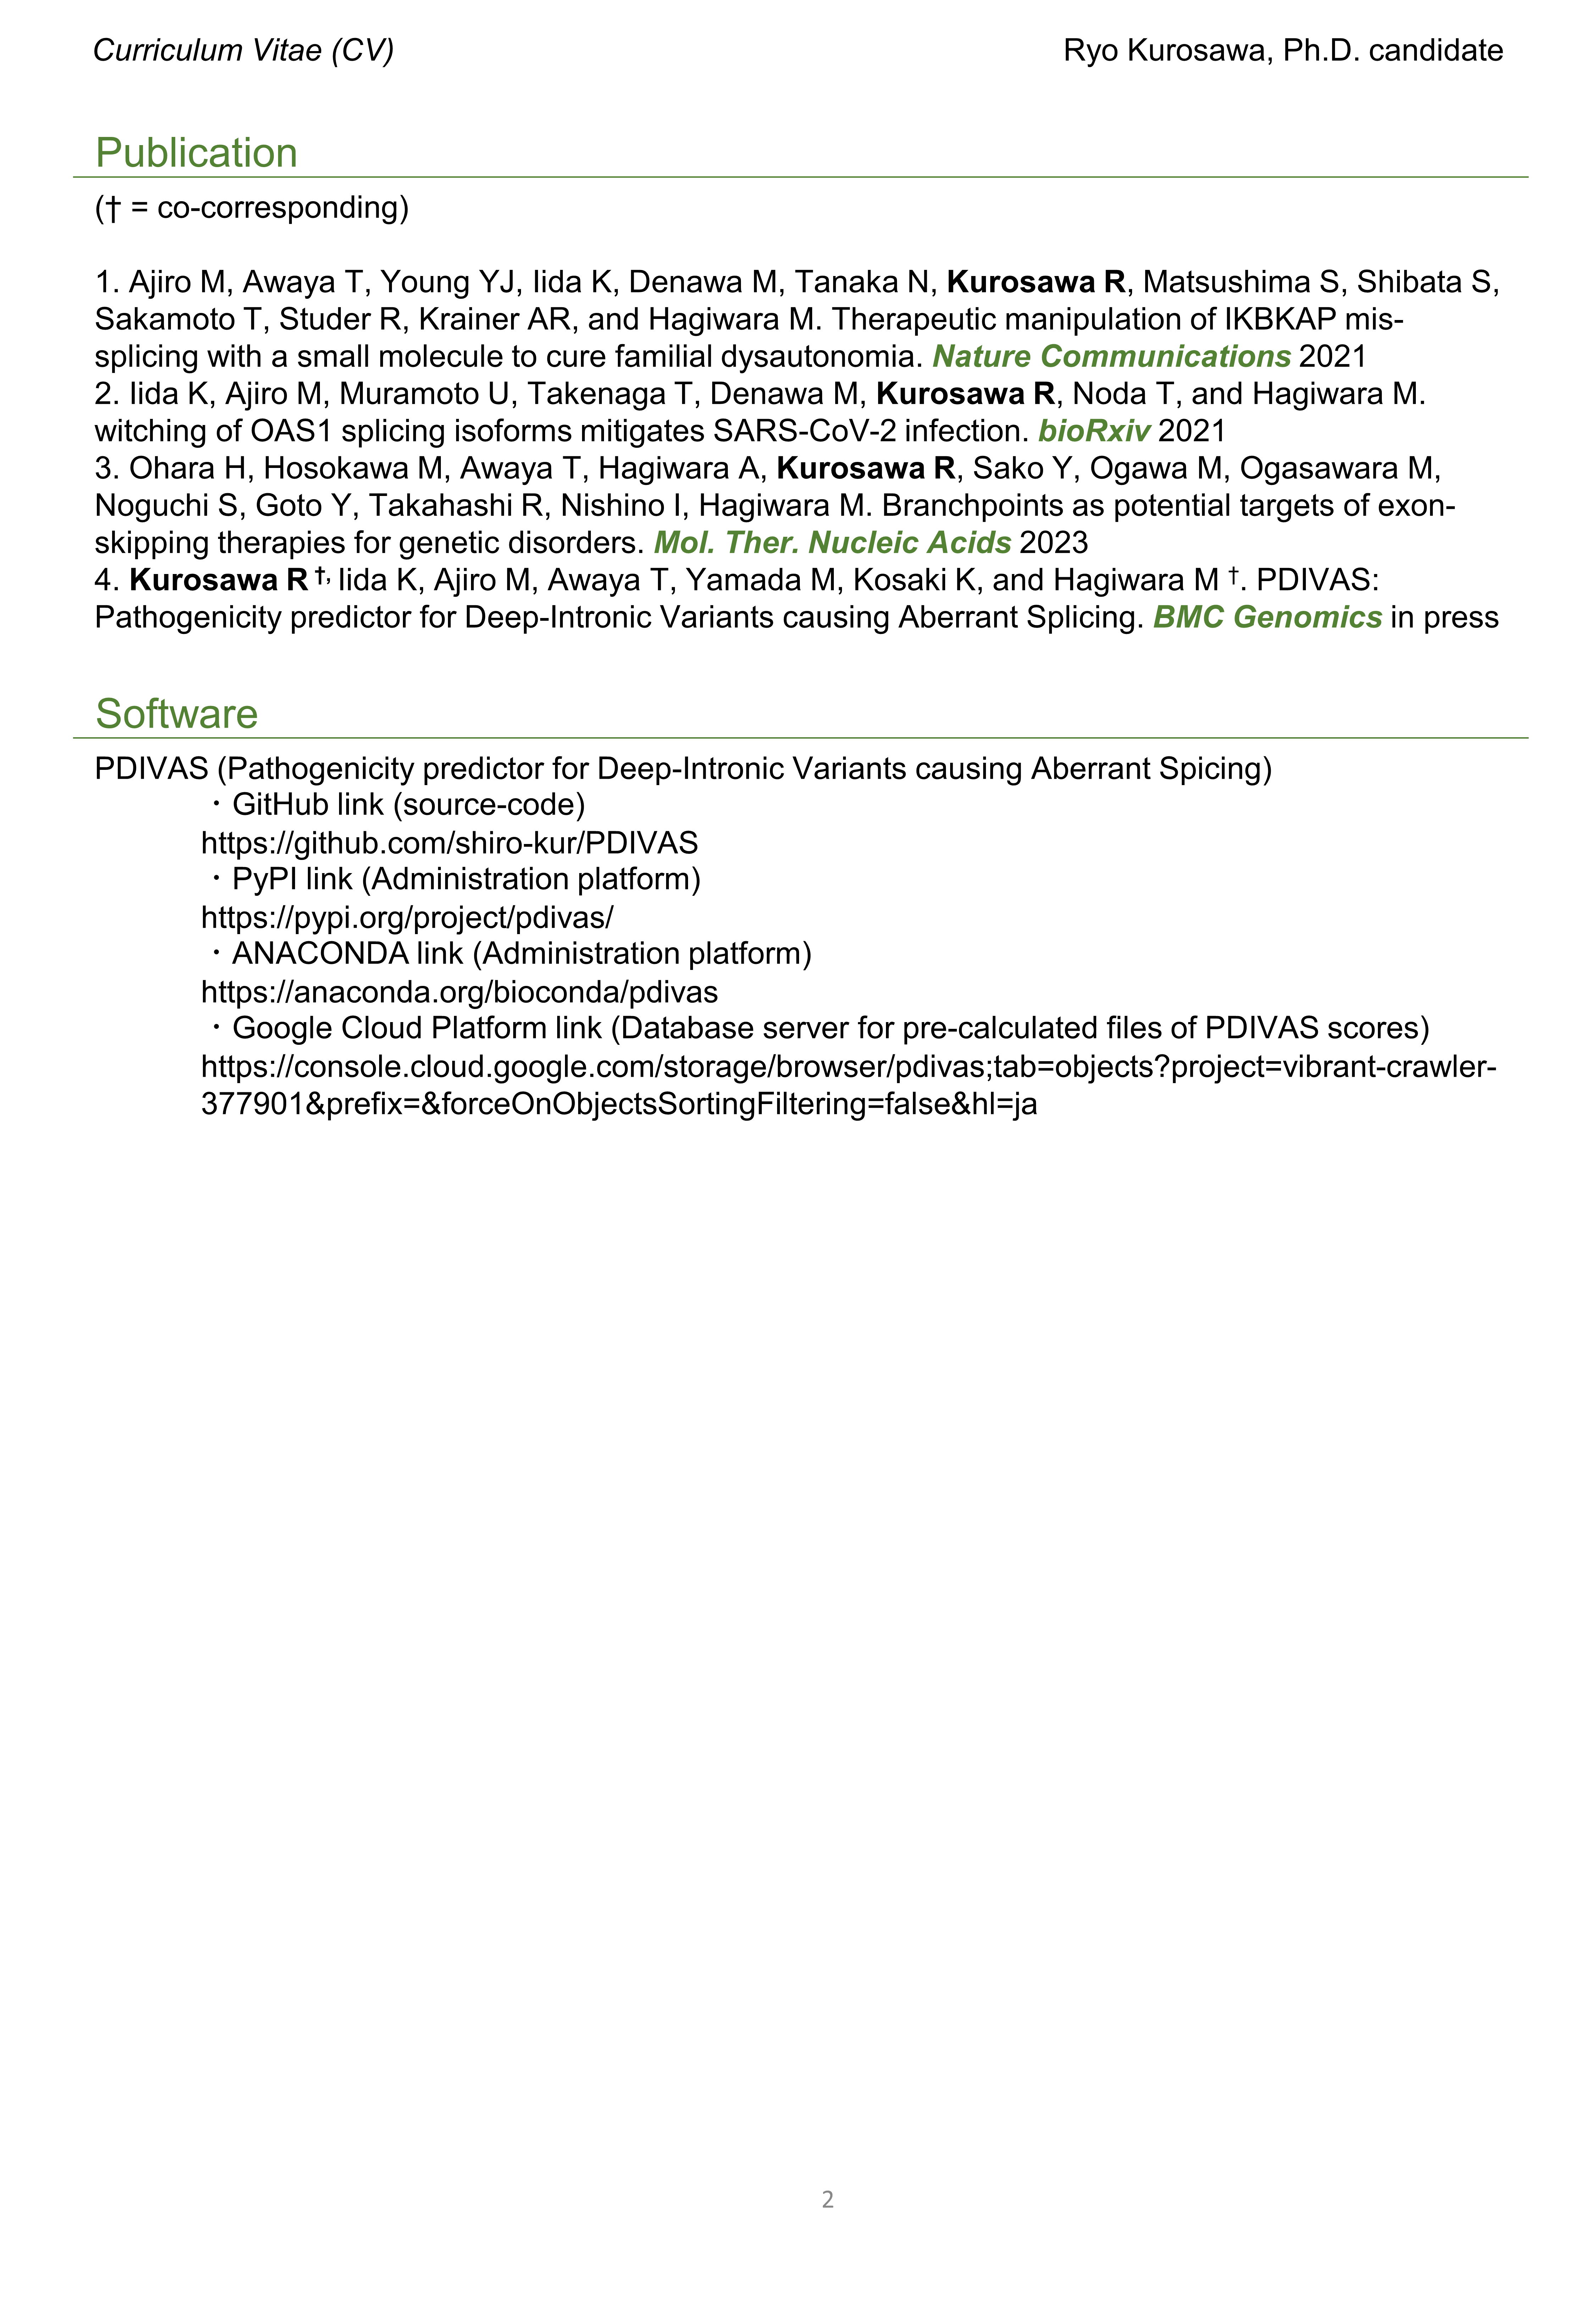 Curriculum Vitae (CV)
Ryo Kurosawa, Ph.D. candidate
Publication
(† = co-corresponding)
1. Ajiro M, Awaya T, Young YJ, Iida K, Denawa M, Tanaka N, Kurosawa R, Matsushima S, Shibata S,
Sakamoto T, Studer R, Krainer AR, and Hagiwara M. Therapeutic manipulation of IKBKAP mis-
splicing with a small molecule to cure familial dysautonomia. Nature Communications 2021
2. Iida K, Ajiro M, Muramoto U, Takenaga T, Denawa M, Kurosawa R, Noda T, and Hagiwara M.
witching of OAS1 splicing isoforms mitigates SARS-CoV-2 infection. bioRxiv 2021
3. Ohara H, Hosokawa M, Awaya T, Hagiwara A, Kurosawa R, Sako Y, Ogawa M, Ogasawara M,
Noguchi S, Goto Y, Takahashi R, Nishino I, Hagiwara M. Branchpoints as potential targets of exon-
skipping therapies for genetic disorders. Mol. Ther. Nucleic Acids 2023
4. Kurosawa R †, Iida K, Ajiro M, Awaya T, Yamada M, Kosaki K, and Hagiwara M †. PDIVAS:
Pathogenicity predictor for Deep-Intronic Variants causing Aberrant Splicing. BMC Genomics in press
Software
PDIVAS (Pathogenicity predictor for Deep-Intronic Variants causing Aberrant Spicing)
・GitHub link (source-code)
https://github.com/shiro-kur/PDIVAS
・PyPI link (Administration platform)
https://pypi.org/project/pdivas/
・ANACONDA link (Administration platform)
https://anaconda.org/bioconda/pdivas
・Google Cloud Platform link (Database server for pre-calculated files of PDIVAS scores)
https://console.cloud.google.com/storage/browser/pdivas;tab=objects?project=vibrant-crawler-
377901&prefix=&forceOnObjectsSortingFiltering=false&hl=ja
2